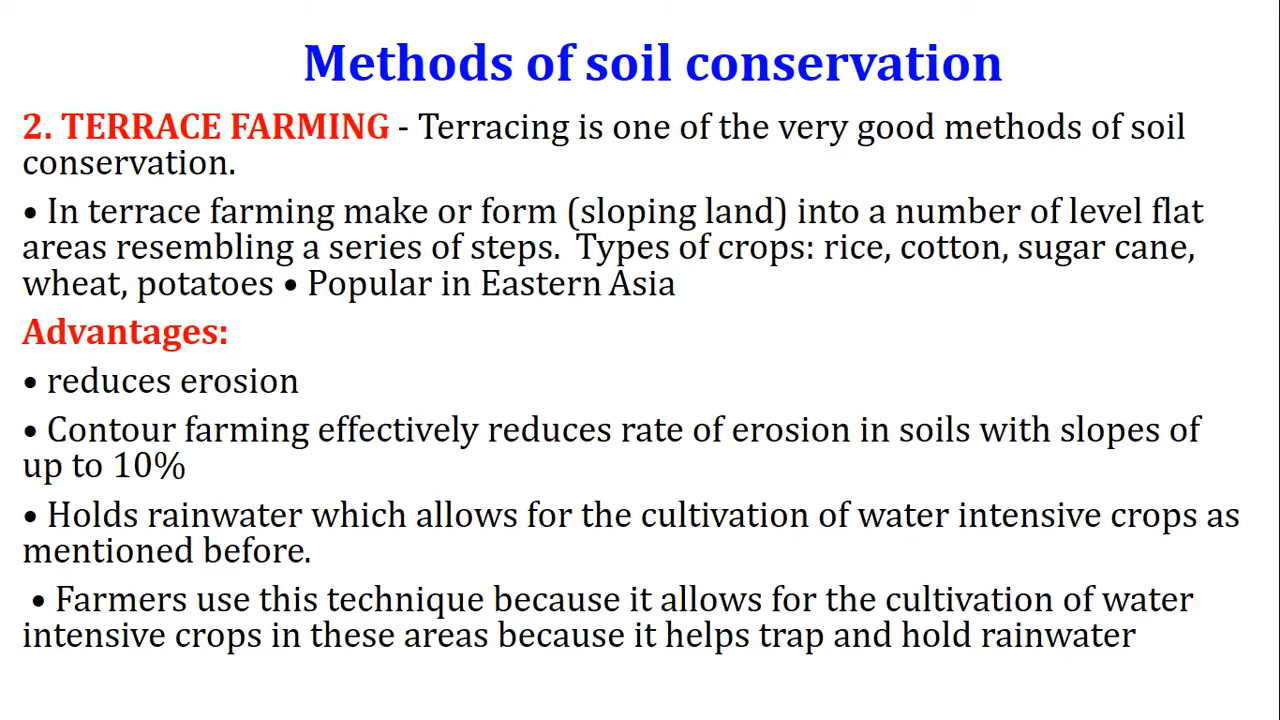 Methods of soil conservation
2. TERRACE FARMING - Terracing is one of the very good methods of soil
conservation.
• In terrace farming make or form (sloping land) into a number of level flat
areas resembling a series of steps.  Types of crops: rice, cotton, sugar cane,
wheat, potatoes • Popular in Eastern Asia
Advantages:
• reduces erosion
• Contour farming effectively reduces rate of erosion in soils with slopes of
up to 10%
• Holds rainwater which allows for the cultivation of water intensive crops as
mentioned before.
• Farmers use this technique because it allows for the cultivation of water
intensive crops in these areas because it helps trap and hold rainwater